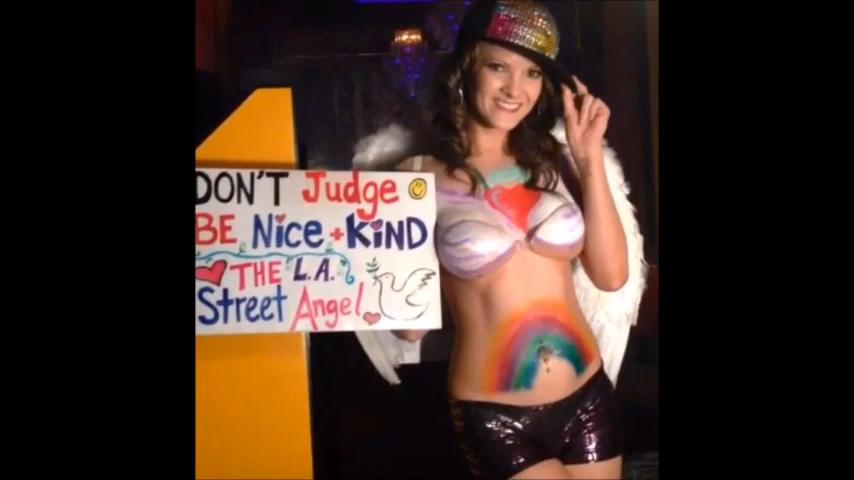 DON'T Judge
BE Nice + KiND
THE L.A.
Street Angel